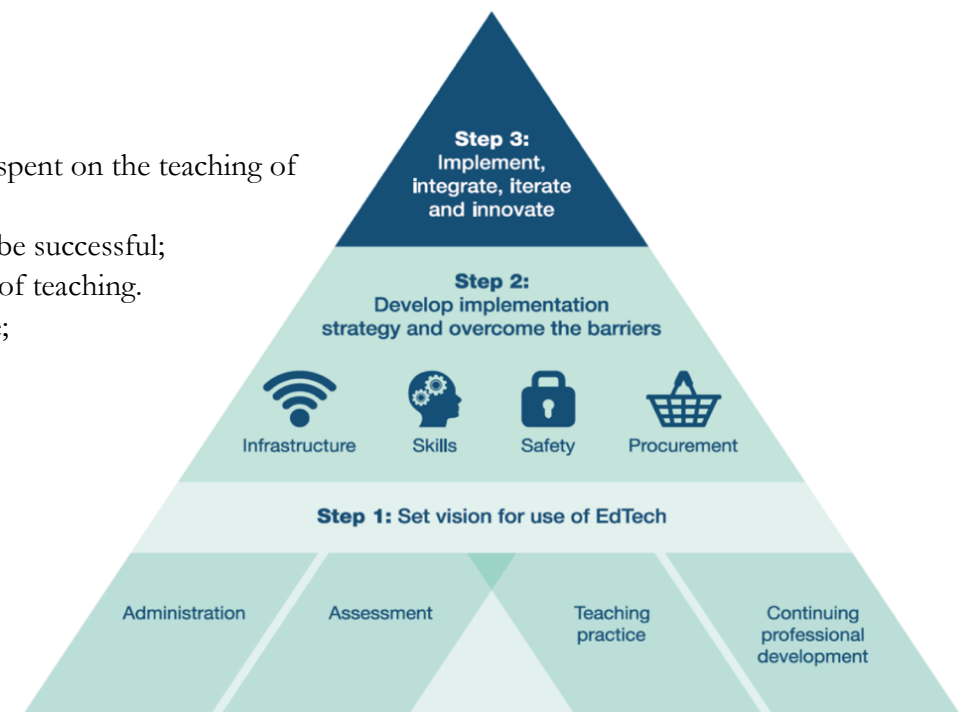 spent on the teaching of
be successful;
of teaching.
;
Step 3:
Implement,
integrate, iterate
and innovate
Step 2:
Develop implementation
strategy and overcome the barriers
Infrastructure
Skills
Safety
Procurement
Step 1: Set vision for use of EdTech
Administration
Assessment
Teaching
practice
Continuing
professional
development